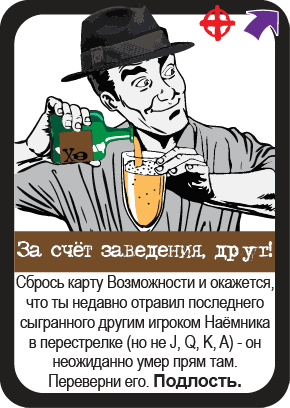 Хо
За счёт заведения, друг!
Сбрось карту Возможности и окажется,
что ты недавно отравил последнего
сыгранного другим игроком Наёмника
в перестрелке (но не J, Q, K, A) - он
неожиданно умер прям там.
Переверни его. Подлость.